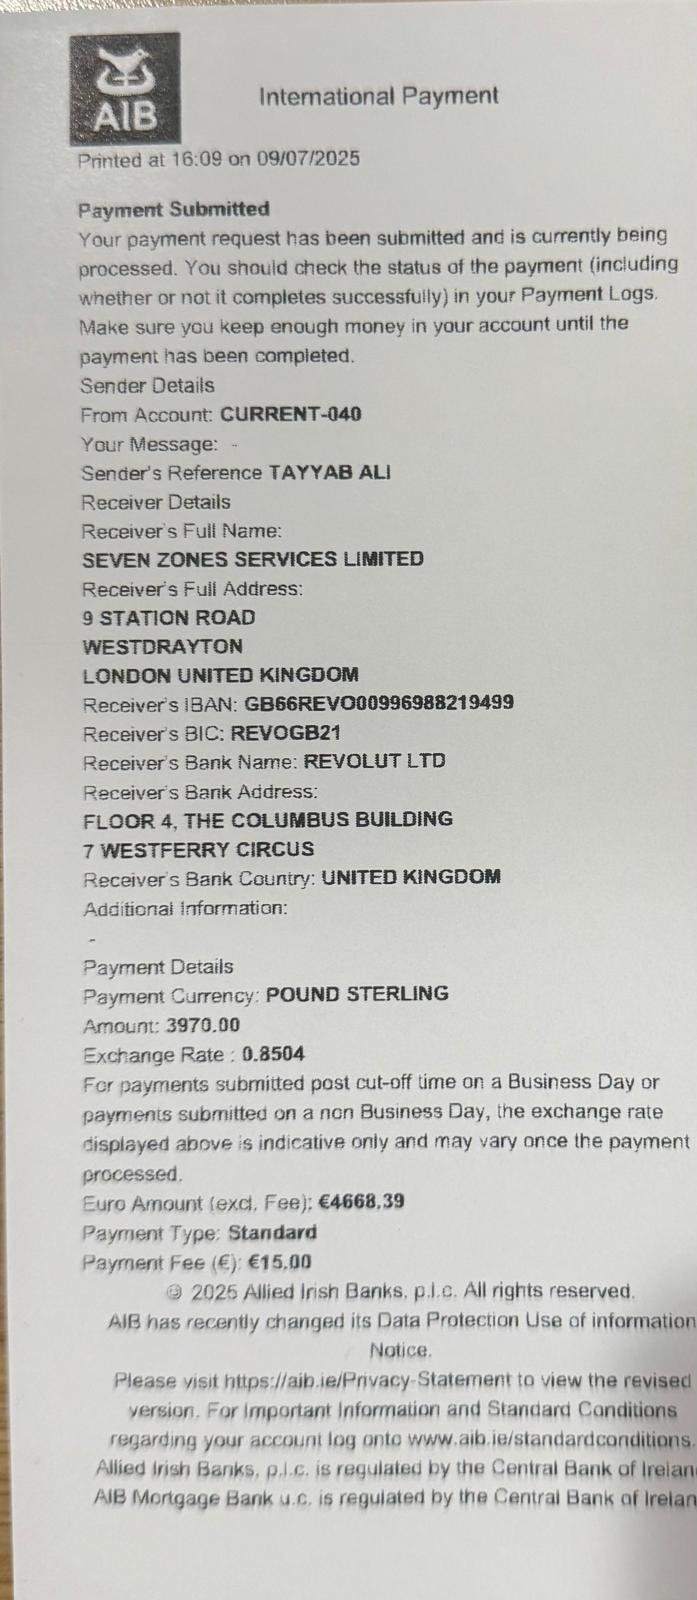 AIB
International Payment
Printed at 16:09 on 09/07/2025
Payment Submitted
Your payment request has been submitted and is currently being
processed. You should check the status of the payment (including
whether or not it completes successfully) in your Payment Logs.
Make sure you keep enough money in your account until the
payment has been completed.
Sender Details
From Account: CURRENT-040
Your Message: -
Sender's Reference TAYYAB ALI
Receiver Details
Receiver's Full Name:
SEVEN ZONES SERVICES LIMITED
Receiver's Full Address:
9 STATION ROAD
WESTDRAYTON
LONDON UNITED KINGDOM
Receiver's IBAN: GB66REVO00996988219499
Receiver's BIC: REVOGB21
Receiver's Bank Name: REVOLUT LTD
Receiver's Bank Address:
FLOOR 4, THE COLUMBUS BUILDING
7 WESTFERRY CIRCUS
Receiver's Bank Country: UNITED KINGDOM
Additional Information:
-
Payment Details
Payment Currency: POUND STERLING
Amount: 3970.00
Exchange Rate : 0.8504
For payments submitted post cut-off time on a Business Day or
payments submitted on a non Business Day, the exchange rate
displayed above is indicative only and may vary once the payment
processed.
Euro Amount (excl. Fee): €4668.39
Payment Type: Standard
Payment Fee (€): €15.00
© 2025 Allied Irish Banks, p.l.c. All rights reserved.
AIB has recently changed its Data Protection Use of information
Notice.
Please visit https://aib.ie/Privacy-Statement to view the revised
version. For Important Information and Standard Conditions
regarding your account log onto www.aib.ie/standardconditions.
Allied Irish Banks, p.l.c. is regulated by the Central Bank of Irelan
AIB Mortgage Bank u.c. is regulated by the Central Bank of Irelan